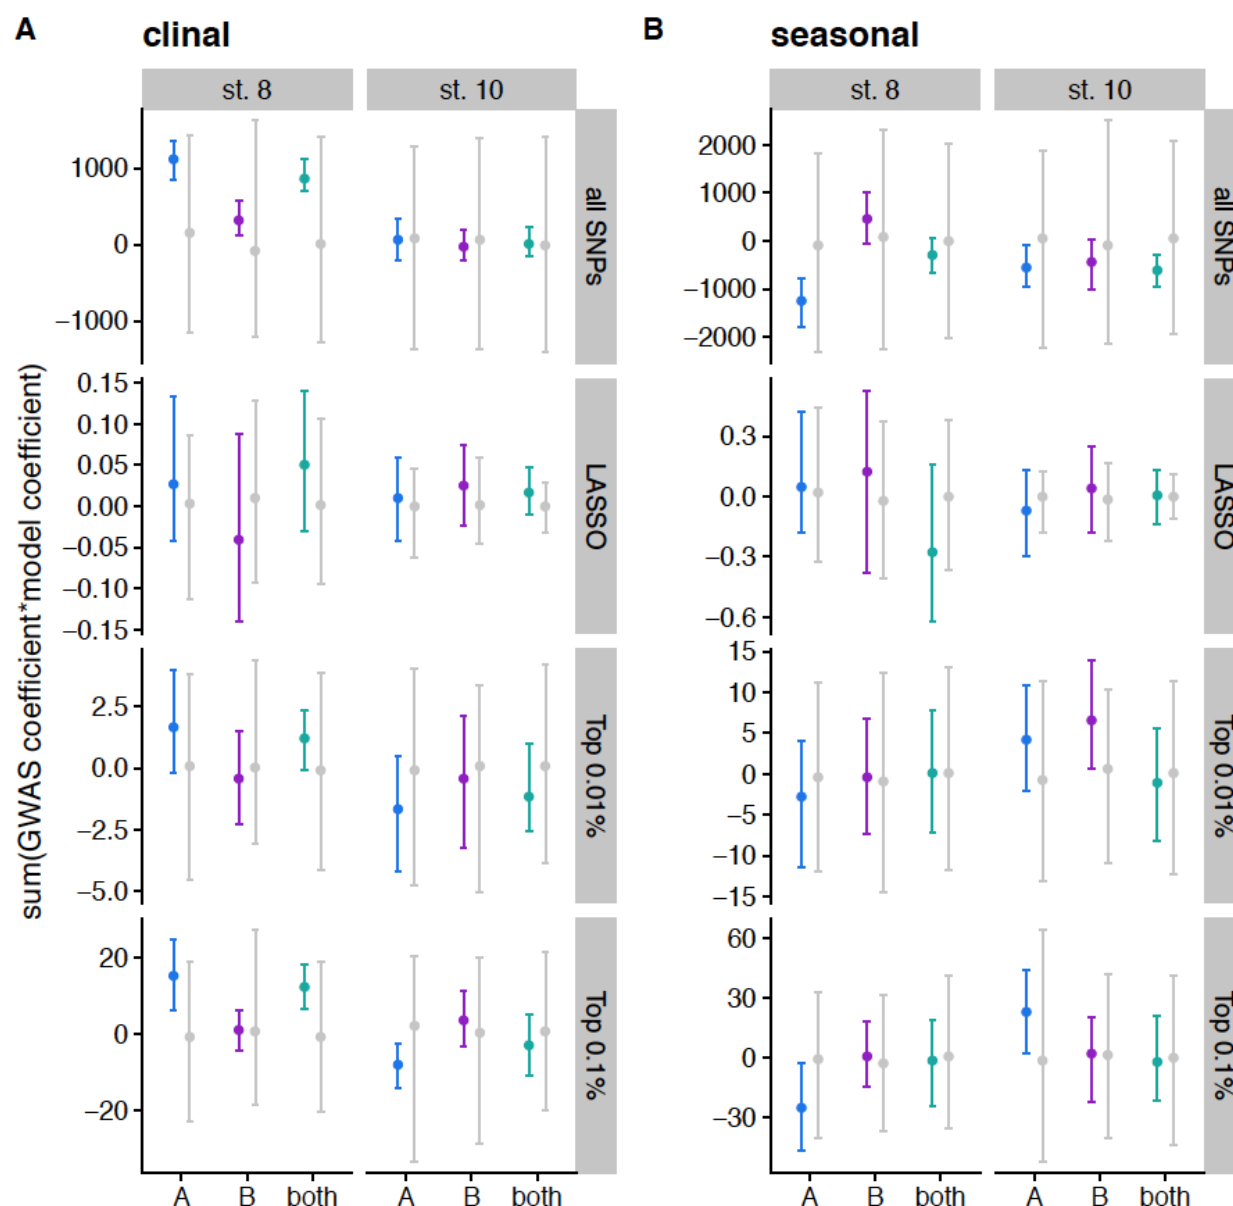 A clinal
B seasonal
st. 8 st. 10
st. 8 st. 10
sum(GWAS coefficient*model coefficient)
1000
0
−1000
2000
1000
0
−1000
−2000
all SNPs
all SNPs
0.15
0.10
0.05
0.00
−0.05
−0.10
−0.15
0.3
0.0
−0.3
−0.6
LASSO
LASSO
2.5
0.0
−2.5
−5.0
15
10
5
0
−5
−10
−15
Top 0.01%
Top 0.01%
20
0
−20
60
30
0
−30
Top 0.1%
Top 0.1%
A B both A B both
A B both A B both